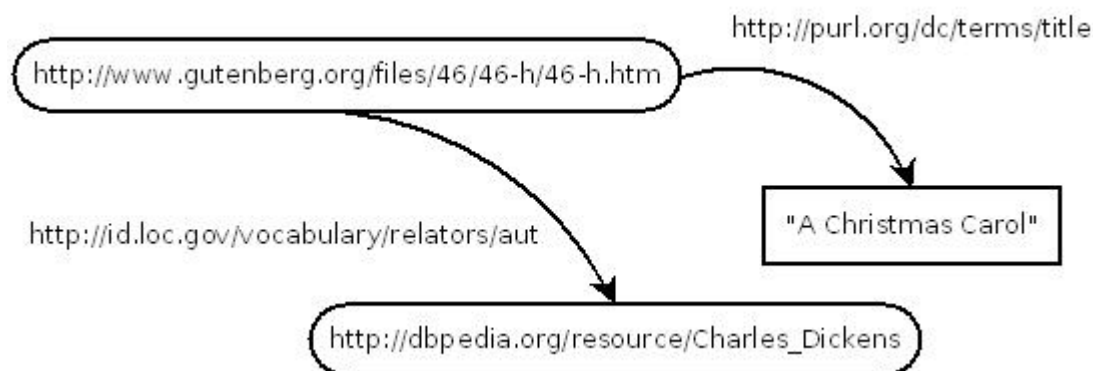 http://purl.org/dc/terms/title
http://www.gutenberg.org/files/46/46-h/46-h.htm
"A Christmas Carol"
http://id.loc.gov/vocabulary/relators/aut
http://dbpedia.org/resource/Charles_Dickens